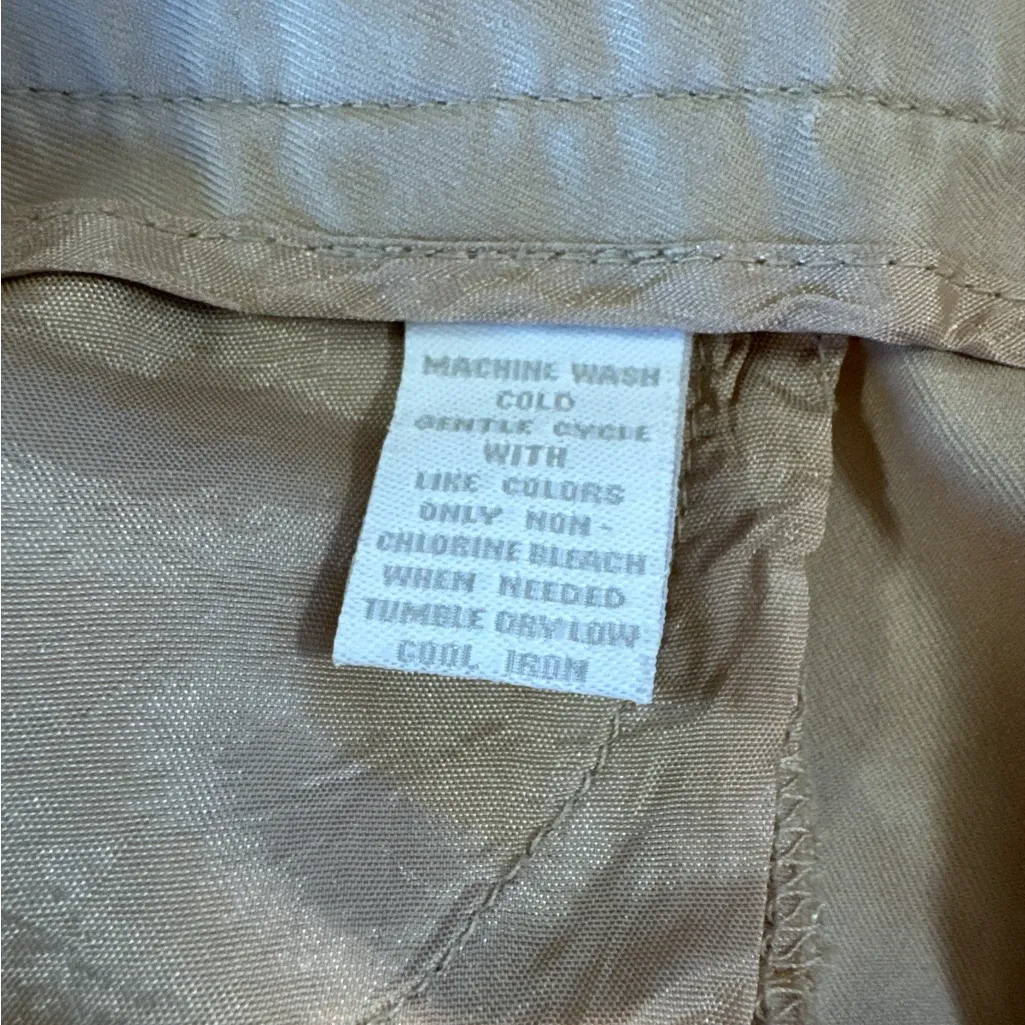 MACHINE WASH
COLD
GENTLE CYCLE
WITH
LIKE COLORS
ONLY NON-
CHLORINE BLEACH
WHEN NEEDED
TUMBLE DRY LOW
COOL IRON